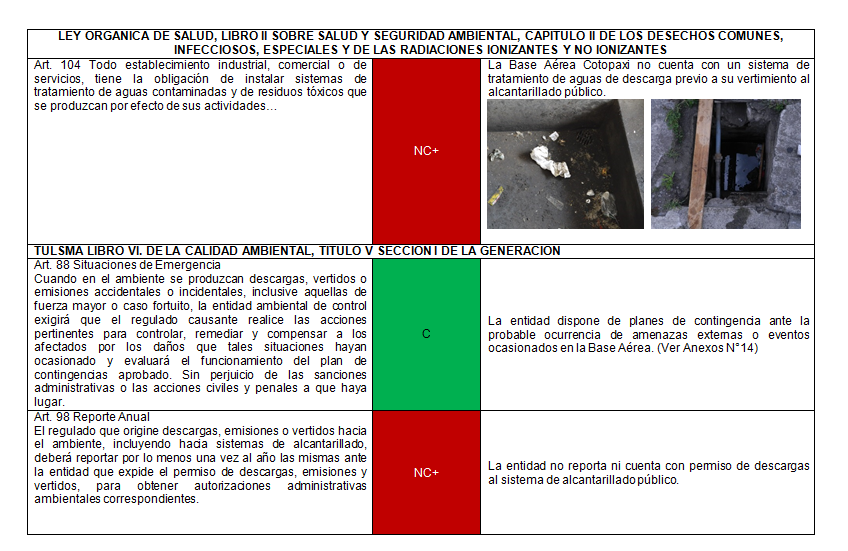 LEY ORGANICA DE SALUD, LIBRO II SOBRE SALUD Y SEGURIDAD AMBIENTAL, CAPITULO II DE LOS DESECHOS COMUNES,
INFECCIOSOS, ESPECIALES Y DE LAS RADIACIONES IONIZANTES Y NO IONIZANTES
Art. 104 Todo establecimiento industrial, comercial o de
servicios, tiene la obligación de instalar sistemas de
tratamiento de aguas contaminadas y de residuos tóxicos que
se produzcan por efecto de sus actividades…
NC+
La Base Aérea Cotopaxi no cuenta con un sistema de
tratamiento de aguas de descarga previo a su vertimiento al
alcantarillado público.
TULSMA LIBRO VI. DE LA CALIDAD AMBIENTAL, TITULO V SECCION I DE LA GENERACION
Art. 88 Situaciones de Emergencia
Cuando en el ambiente se produzcan descargas, vertidos o
emisiones accidentales o incidentales, inclusive aquellas de
fuerza mayor o caso fortuito, la entidad ambiental de control
exigirá que el regulado causante realice las acciones
pertinentes para controlar, remediar y compensar a los
afectados por los daños que tales situaciones hayan
ocasionado y evaluará el funcionamiento del plan de
contingencias aprobado. Sin perjuicio de las sanciones
administrativas o las acciones civiles y penales a que haya
lugar.
C
La entidad dispone de planes de contingencia ante la
probable ocurrencia de amenazas externas o eventos
ocasionados en la Base Aérea. (Ver Anexos N°14)
Art. 98 Reporte Anual
El regulado que origine descargas, emisiones o vertidos hacia
el ambiente, incluyendo hacia sistemas de alcantarillado,
deberá reportar por lo menos una vez al año las mismas ante
la entidad que expide el permiso de descargas, emisiones y
vertidos, para obtener autorizaciones administrativas
ambientales correspondientes.
NC+
La entidad no reporta ni cuenta con permiso de descargas
al sistema de alcantarillado público.